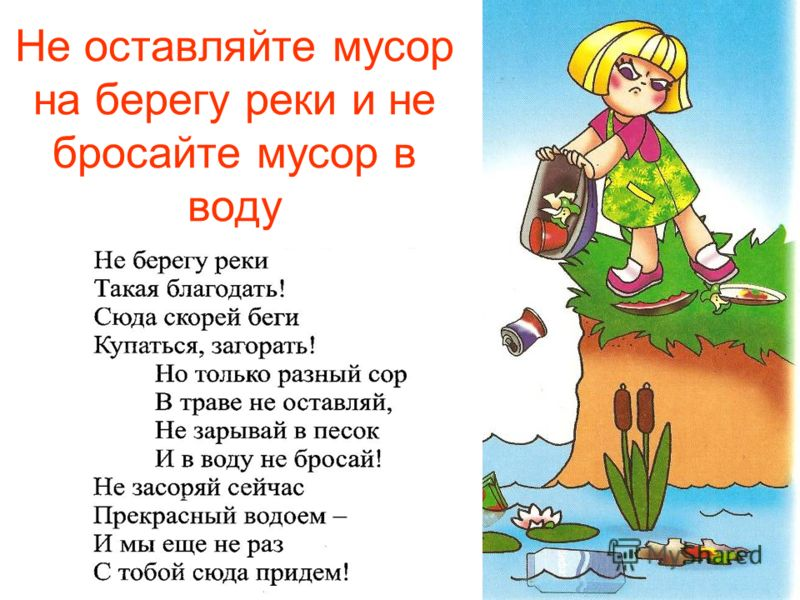 Не оставляйте мусор
на берегу реки и не
бросайте мусор в
воду
Не берегу реки
Такая благодать!
Сюда скорей беги
Купаться, загорать!
Но только разный сор
В траве не оставляй,
Не зарывай в песок
И в воду не бросай!
Не засоряй сейчас
Прекрасный водоем –
И мы еще не раз
С тобой сюда придем!
MyShared